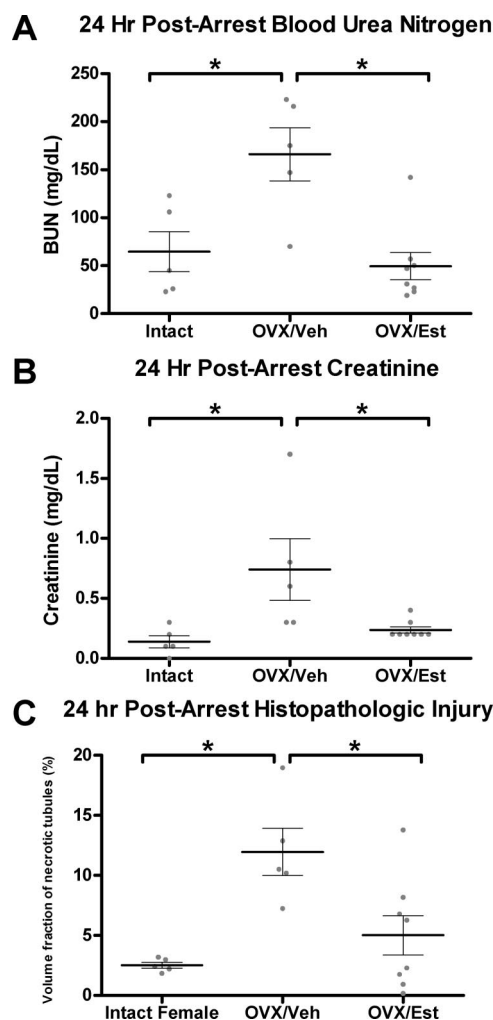 A 24 Hr Post-Arrest Blood Urea Nitrogen
* *
BUN (mg/dL)
250
200
150
100
50
0
Intact OVX/Veh OVX/Est
B 24 Hr Post-Arrest Creatinine
* *
Creatinine (mg/dL)
2.0
1.5
1.0
0.5
0.0
Intact OVX/Veh OVX/Est
C 24 hr Post-Arrest Histopathologic Injury
* *
Volume fraction of necrotic tubules (%)
20
15
10
5
0
Intact Female OVX/Veh OVX/Est